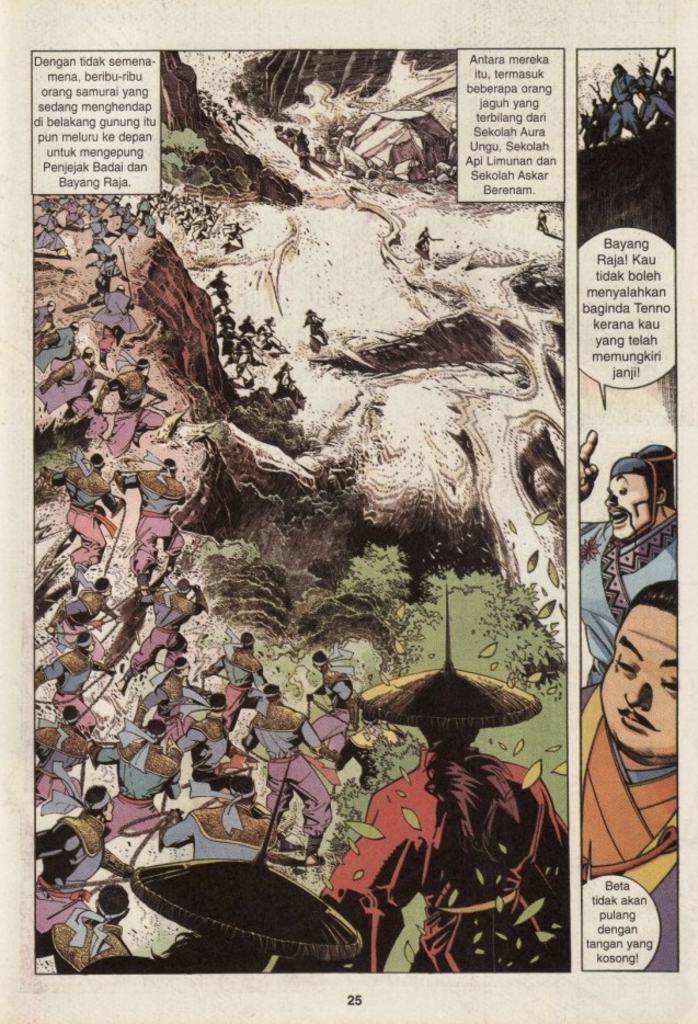 Dengan tidak semena-
mena, beribu-ribu
orang samurai yang
sedang menghendap
di belakang gunung itu
pun meluru ke depan
untuk mengepung
Penjejak Badai dan
Bayang Raja.
Antara mereka
itu, termasuk
beberapa orang
jaguh yang
terbilang dari
Sekolah Aura
Ungu, Sekolah
Api Limunan dan
Sekolah Askar
Berenam.
Bayang
Raja! Kau
tidak boleh
menyalahkan
baginda Tenno
kerana kau
yang telah
memungkiri
janji!
Beta
tidak akan
pulang
dengan
tangan yang
kosong!
25